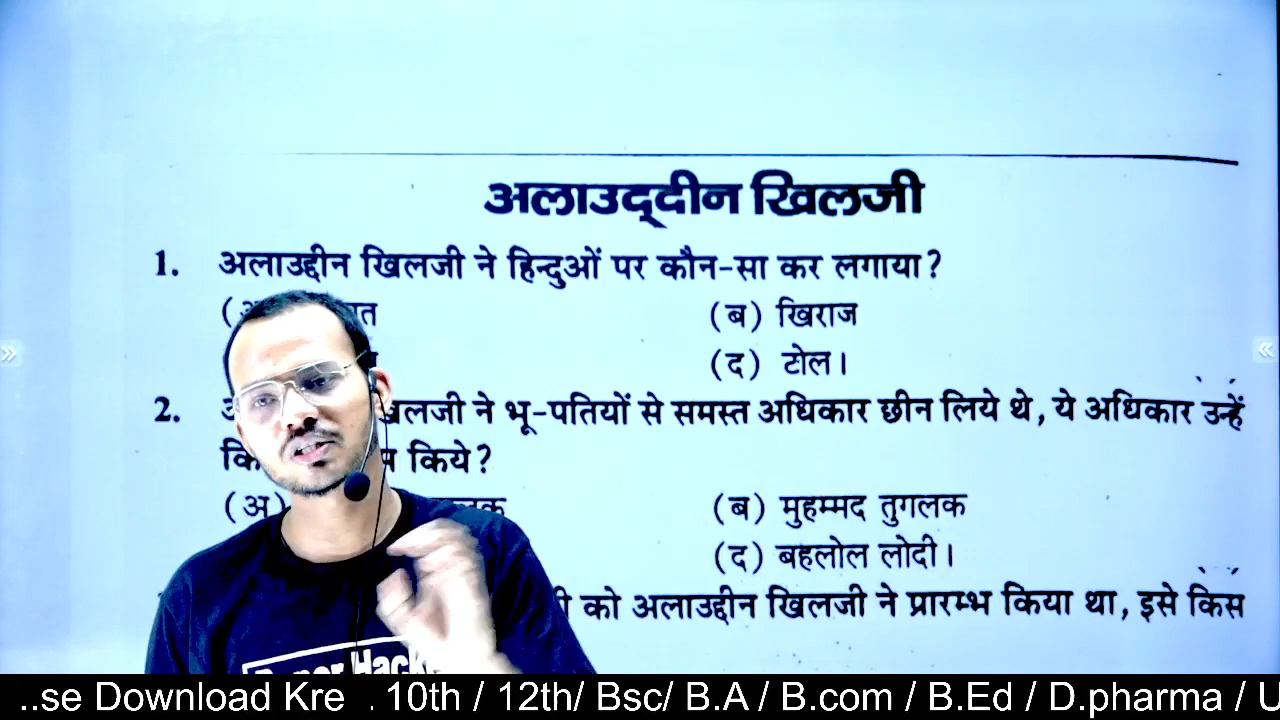 अलाउद्दीन खिलजी
1. अलाउद्दीन खिलजी ने हिन्दुओं पर कौन-सा कर लगाया?
(ब) खिराज
(द) टोल।
2. खिलजी ने भू-पतियों से समस्त अधिकार छीन लिये थे, ये अधिकार उन्हें
किये?
(अ) (ब) मुहम्मद तुगलक
(द) बहलोल लोदी।
को अलाउद्दीन खिलजी ने प्रारम्भ किया था, इसे किस
..se Download Kre . 10th / 12th/ Bsc/ B.A / B.com / B.Ed / D.pharma / U